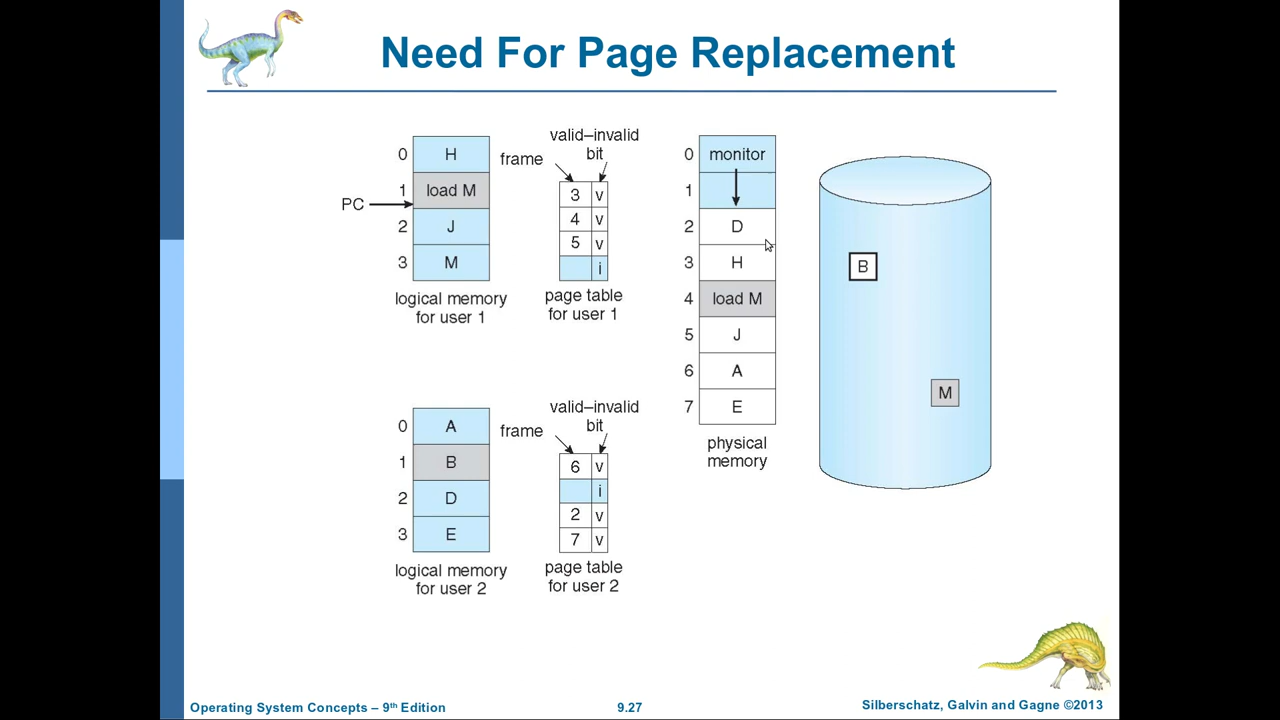 Need For Page Replacement
0 H
1 load M
PC
2 J
3 M
logical memory
for user 1
valid–invalid
bit
frame
3 v
4 v
5 v
i
page table
for user 1
0 A
1 B
2 D
3 E
logical memory
for user 2
valid–invalid
bit
frame
6 v
i
2 v
7 v
page table
for user 2
0 monitor
1
2 D
3 H
4 load M
5 J
6 A
7 E
physical
memory
B
M
Operating System Concepts – 9th Edition
9.27
Silberschatz, Galvin and Gagne ©2013